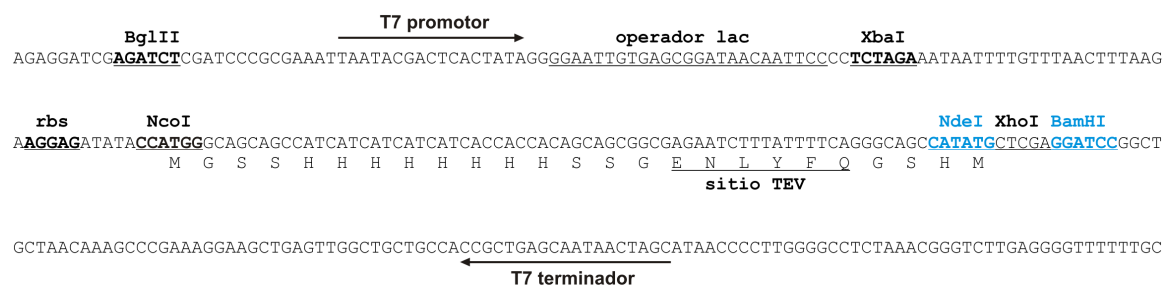 T7 promotor
BglII operador lac XbaI
AGAGGATCGAGATCTCGATCCCGCGAAATTAATACGACTCACTATAGGGGAATTGTGAGCGGATAACAATTCCCCTCTAGAAATAATTTTGTTTAACTTTAAG
rbs NcoI NdeI XhoI BamHI
AAGGAGATATACCATGGGCAGCAGCCATCATCATCATCATCACCACCACAGCAGCGGCGAGAATCTTTATTTTCAGGGCAGCCATATGCTCGAGGATCCGGCT
M G S S H H H H H H H H S S G E N L Y F Q G S H M
sitio TEV
GCTAACAAAGCCCGAAAGGAAGCTGAGTTGGCTGCTGCCACCGCTGAGCAATAACTAGCATAACCCCTTGGGGCCTCTAAACGGGTCTTGAGGGGTTTTTTGC
T7 terminador